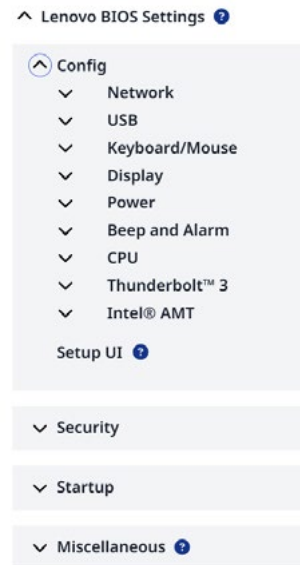 Lenovo BIOS Settings ?
Config
Network
USB
Keyboard/Mouse
Display
Power
Beep and Alarm
CPU
Thunderbolt™ 3
Intel® AMT
Setup UI ?
Security
Startup
Miscellaneous ?